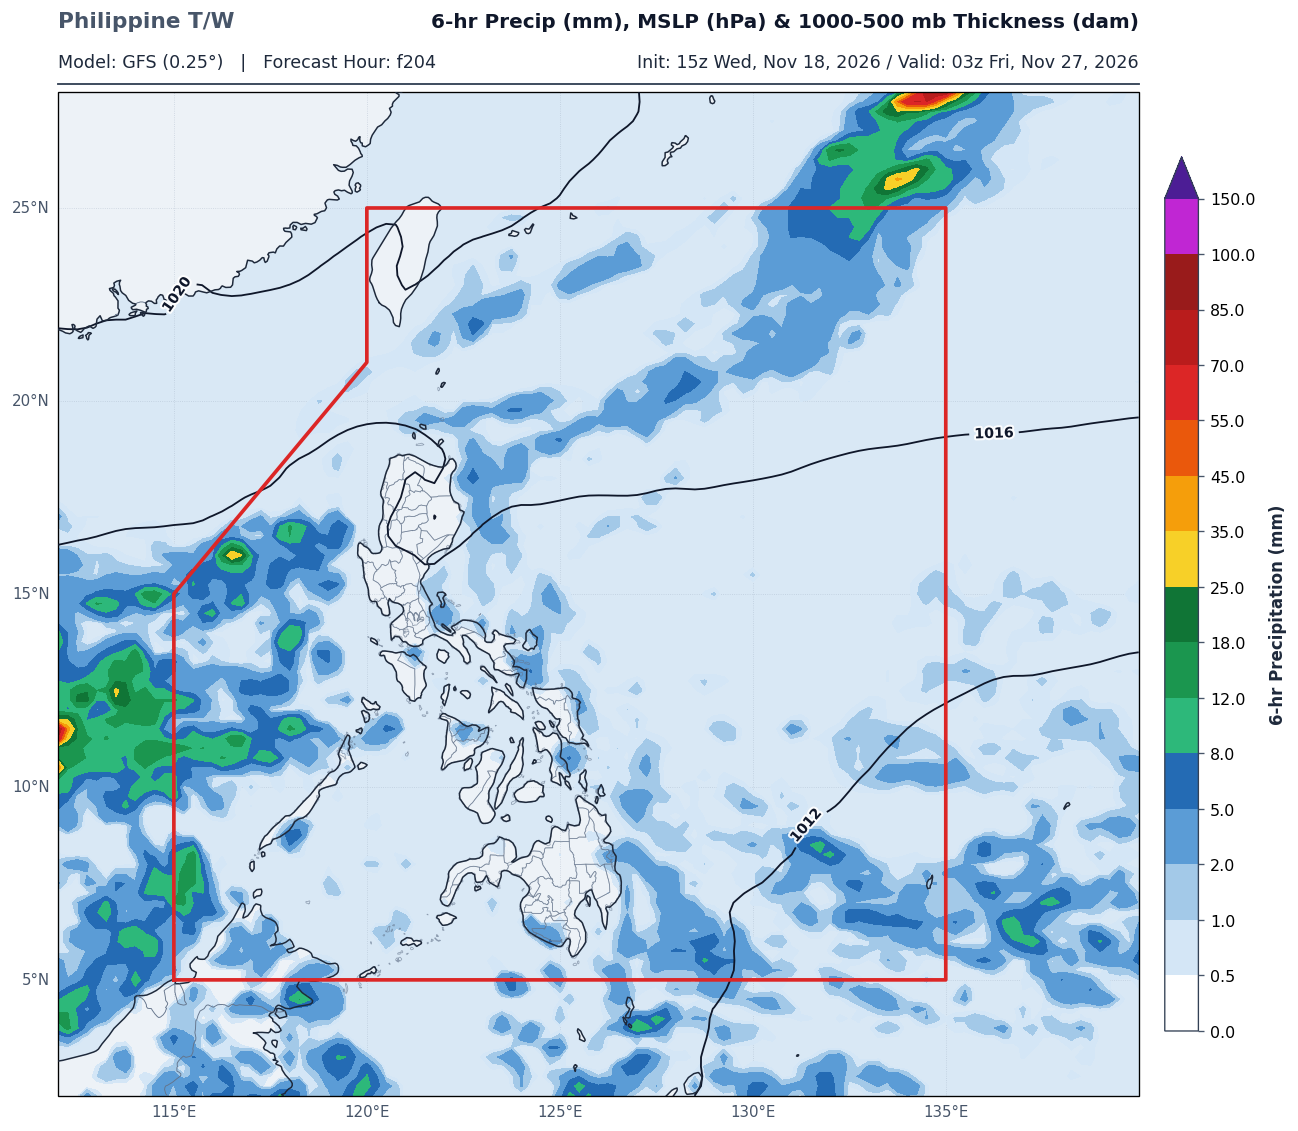 Philippine T/W
6-hr Precip (mm), MSLP (hPa) & 1000-500 mb Thickness (dam)
Model: GFS (0.25°) | Forecast Hour: f204
Init: 15z Wed, Nov 18, 2026 / Valid: 03z Fri, Nov 27, 2026
25°N
20°N
15°N
10°N
5°N
1020
1016
1012
115°E
120°E
125°E
130°E
135°E
150.0
100.0
85.0
70.0
55.0
45.0
35.0
25.0
18.0
12.0
8.0
5.0
2.0
1.0
0.5
0.0
6-hr Precipitation (mm)